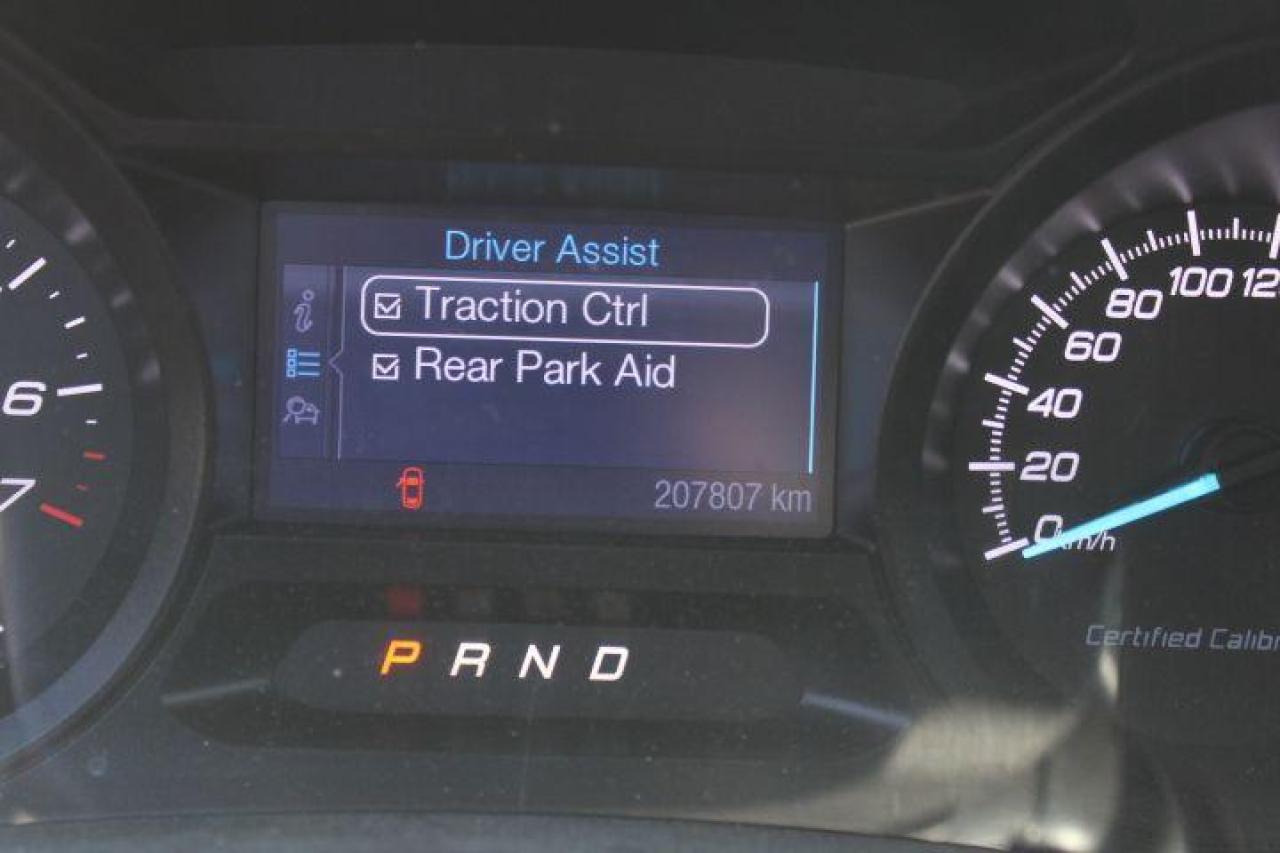 Driver Assist
Traction Ctrl
Rear Park Aid
207807 km
P R N D
6
7
0
20
40
60
80
100
km/h
Certified